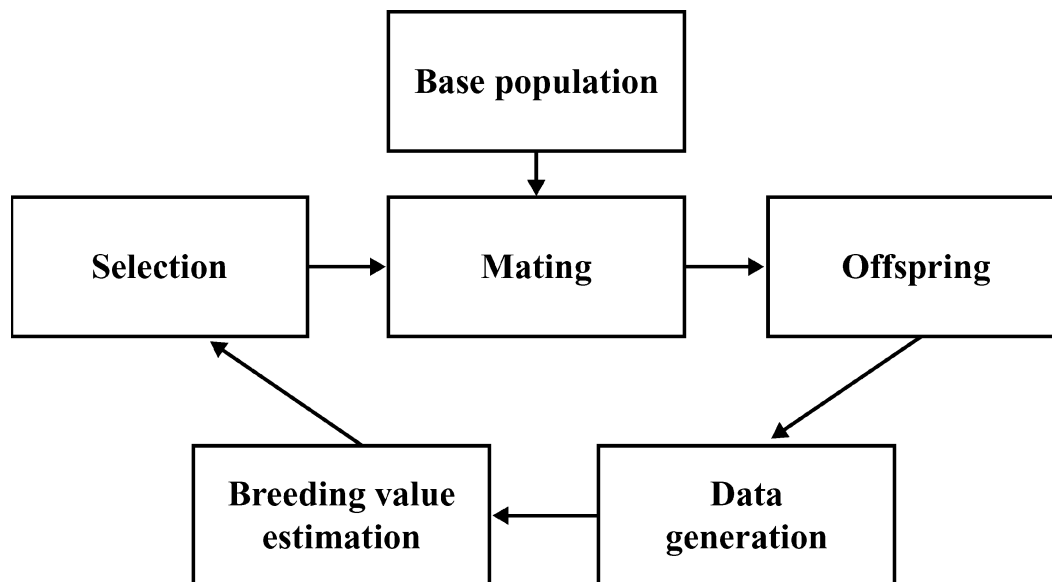 Base population
Selection
Mating
Offspring
Breeding value
estimation
Data
generation